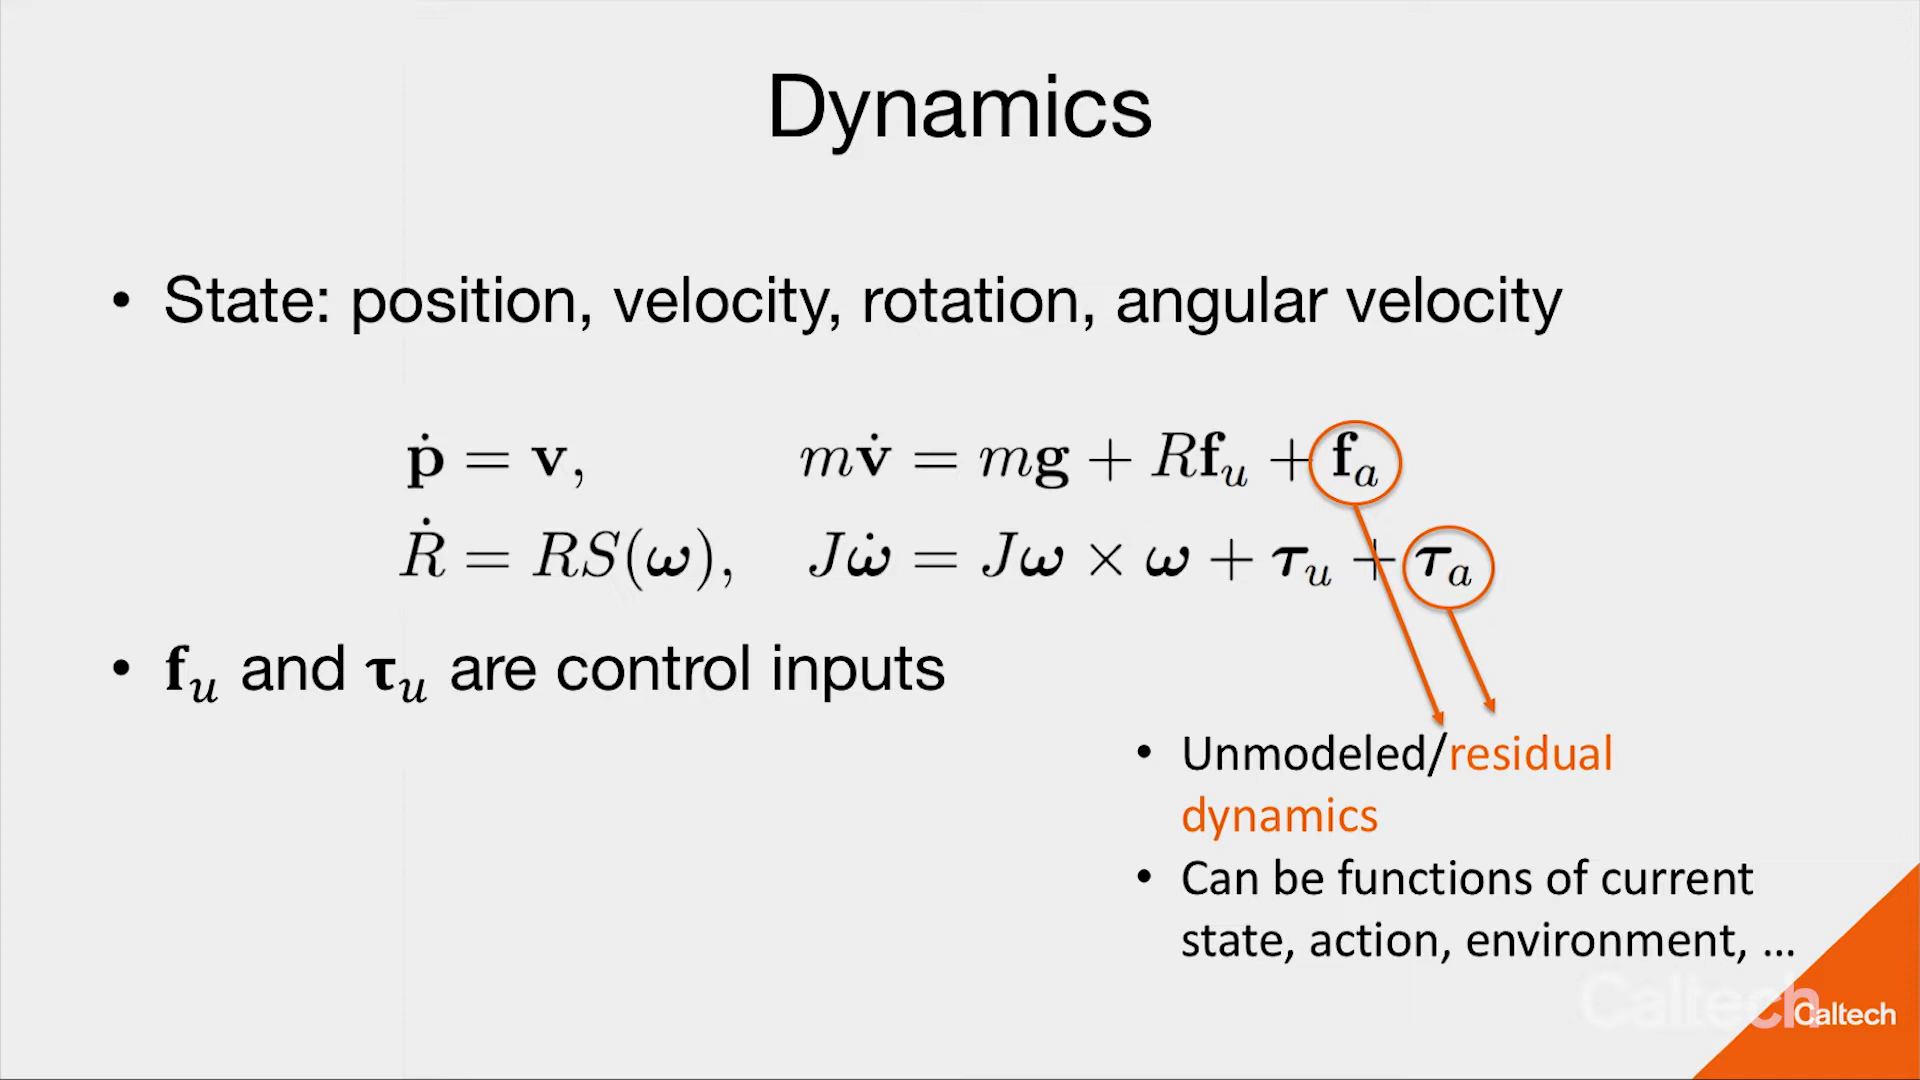 Dynamics
• State: position, velocity, rotation, angular velocity
ṗ = v, mv̇ = mg + Rf_u + f_a
Ṙ = RS(ω), Jω̇ = Jω × ω + τ_u + τ_a
• f_u and τ_u are control inputs
• Unmodeled/residual
dynamics
• Can be functions of current
state, action, environment, ...
Caltech
Caltech